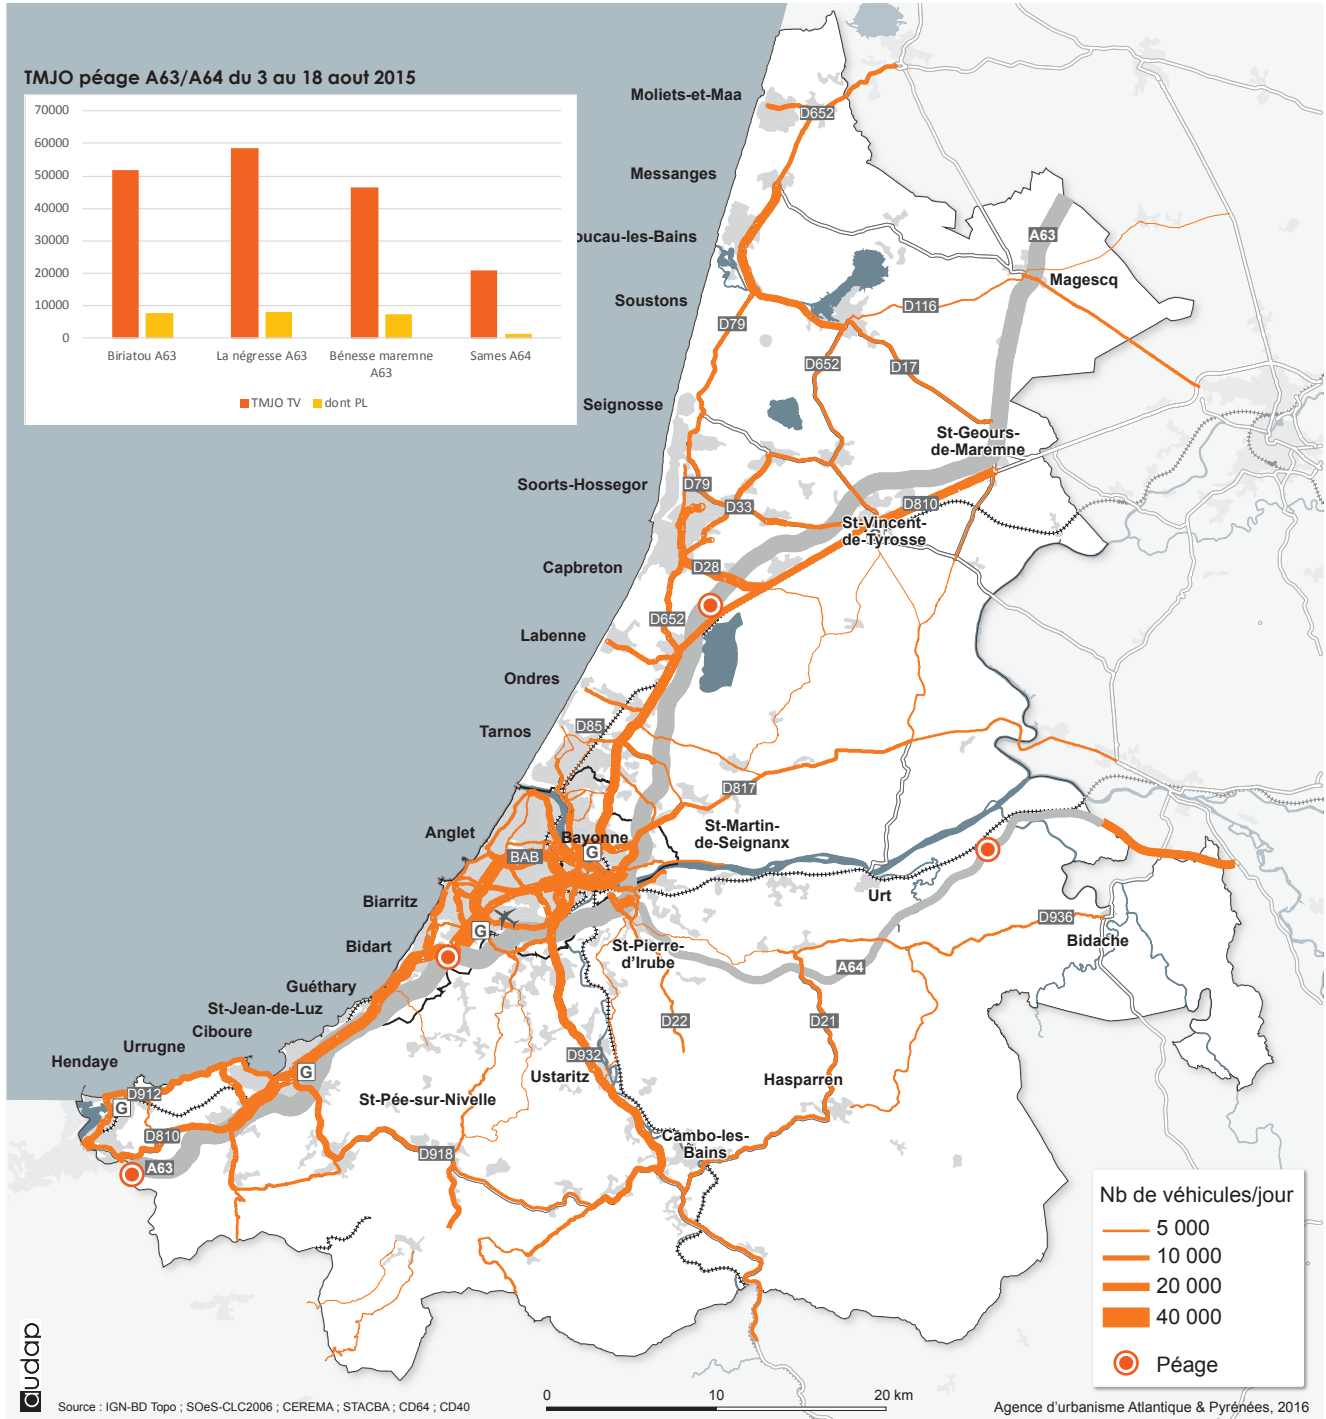 TMJO péage A63/A64 du 3 au 18 aout 2015
70000
60000
50000
40000
30000
20000
10000
0
Biriatou A63
La négresse A63
Bénesse maremne
A63
Sames A64
TMJO TV
dont PL
Moliets-et-Maa
D652
Messanges
A63
oucau-les-Bains
Magescq
Soustons
D116
D79
D652
D17
Seignosse
St-Geours-
de-Maremne
Soorts-Hossegor
D79
D33
D810
St-Vincent-
de-Tyrosse
Capbreton
D28
D652
Labenne
Ondres
D85
Tarnos
D817
St-Martin-
de-Seignanx
Anglet
Bayonne
G
BAB
Urt
Biarritz
G
D936
Bidache
Bidart
St-Pierre-
d'Irube
A64
Guéthary
St-Jean-de-Luz
D22
D21
Ciboure
Urrugne
Hendaye
G
D932
Ustaritz
Hasparren
D912
G
St-Pée-sur-Nivelle
D810
Cambo-les-
Bains
D918
A63
Nb de véhicules/jour
5 000
10 000
20 000
40 000
Péage
audap
Source : IGN-BD Topo ; SOeS-CLC2006 ; CEREMA ; STACBA ; CD64 ; CD40
0
10
20 km
Agence d'urbanisme Atlantique & Pyrénées, 2016